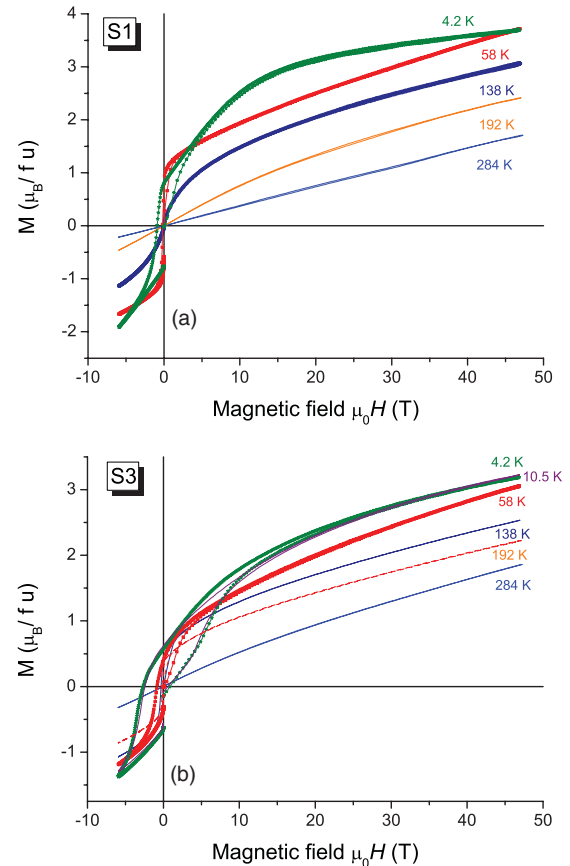 S1
4.2 K
58 K
138 K
192 K
284 K
4
3
2
1
0
-1
-2
M (μB/ f u)
(a)
-10 0 10 20 30 40 50
Magnetic field μ0H (T)
S3
4.2 K
10.5 K
58 K
138 K
192 K
284 K
3
2
1
0
-1
M (μB/ f u)
(b)
-10 0 10 20 30 40 50
Magnetic field μ0H (T)